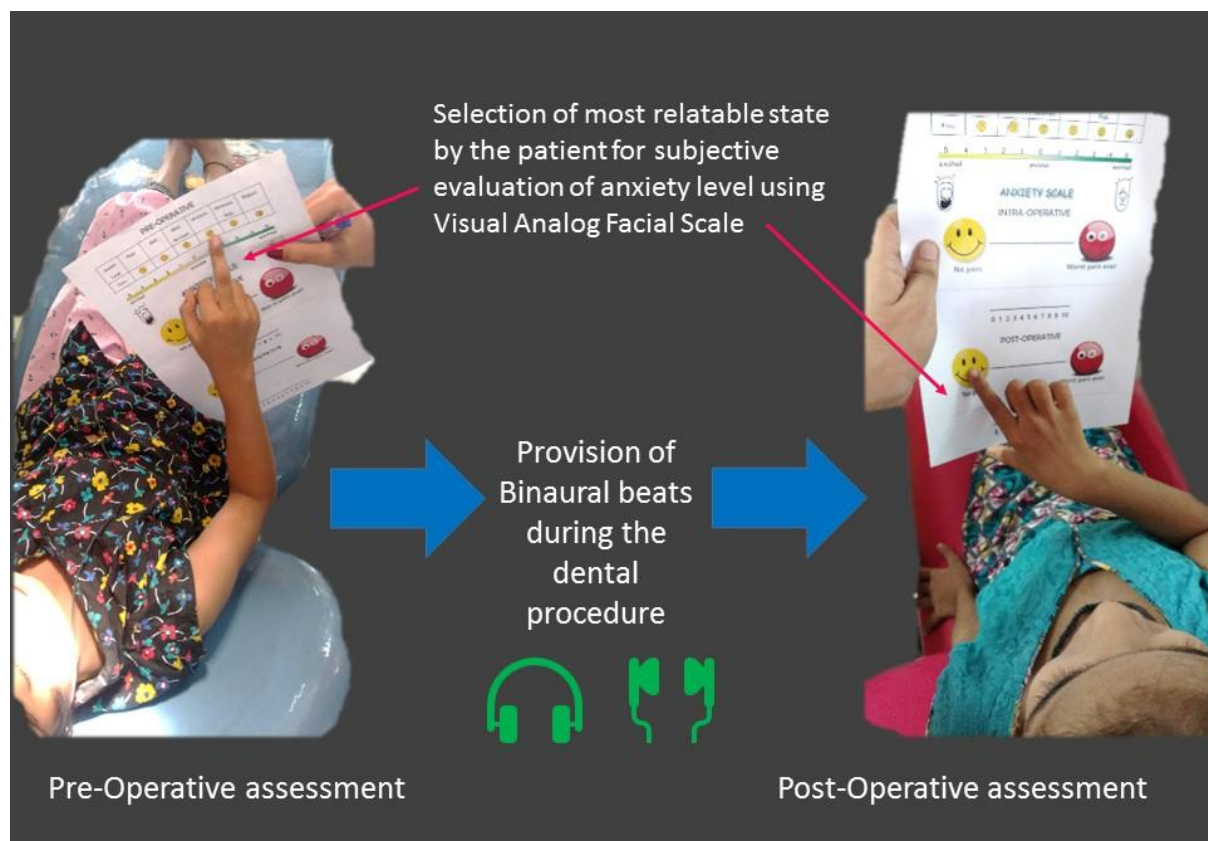 Selection of most relatable state
by the patient for subjective
evaluation of anxiety level using
Visual Analog Facial Scale
PRE-OPERATIVE
ANXIETY SCALE
INTRA-OPERATIVE
No pain
Worst pain ever
0 1 2 3 4 5 6 7 8 9 10
POST-OPERATIVE
Provision of
Binaural beats
during the
dental
procedure
Pre-Operative assessment
Post-Operative assessment